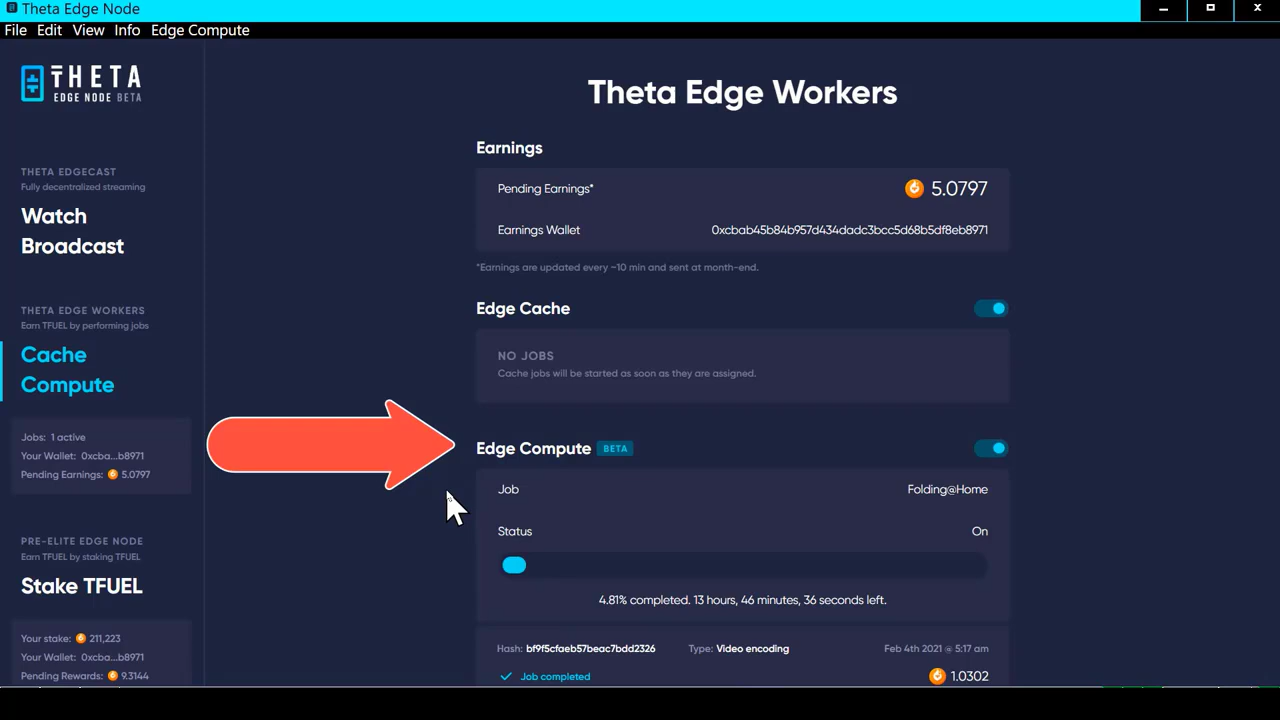 Theta Edge Node
File Edit View Info Edge Compute
THETA
EDGE NODE BETA
THETA EDGECAST
Fully decentralized streaming
Watch
Broadcast
THETA EDGE WORKERS
Earn TFUEL by performing jobs
Cache
Compute
Jobs: 1 active
Your Wallet: 0xcba...b8971
Pending Earnings: 5.0797
PRE-ELITE EDGE NODE
Earn TFUEL by staking TFUEL
Stake TFUEL
Your stake: 211,223
Your Wallet: 0xcba...b8971
Pending Rewards: 9.3144
Theta Edge Workers
Earnings
Pending Earnings* 5.0797
Earnings Wallet 0xcbab45b84b957d434dadc3bcc5d68b5df8eb8971
*Earnings are updated every ~10 min and sent at month-end.
Edge Cache
NO JOBS
Cache jobs will be started as soon as they are assigned.
Edge Compute BETA
Job Folding@Home
Status On
4.81% completed. 13 hours, 46 minutes, 36 seconds left.
Hash: bf9f5cfaeb57beac7bdd2326 Type: Video encoding Feb 4th 2021 @ 5:17 am
Job completed 1.0302